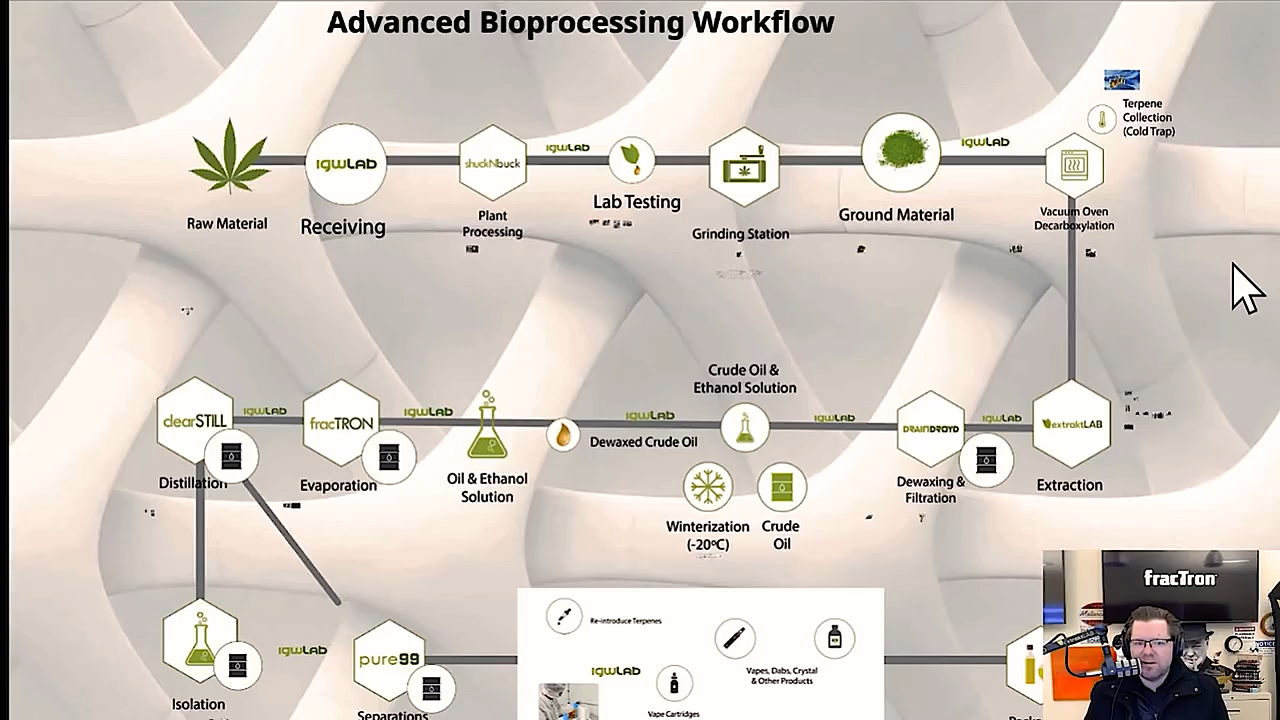 Advanced Bioprocessing Workflow
Terpene
Collection
(Cold Trap)
IGWLAB
IGWLAB
IGWLAB
shuckNbuck
Raw Material
Receiving
Plant
Processing
Lab Testing
Grinding Station
Ground Material
Vacuum Oven
Decarboxylation
Crude Oil &
Ethanol Solution
clearSTILL
IGWLAB
fracTRON
IGWLAB
IGWLAB
IGWLAB
DRAINDROYD
IGWLAB
extraktLAB
Dewaxed Crude Oil
Distillation
Evaporation
Oil & Ethanol
Solution
Dewaxing &
Filtration
Extraction
Winterization
(-20ºC)
Crude
Oil
fracTron
Re-introduce Terpenes
IGWLAB
pure99
IGWLAB
Vapes, Dabs, Crystal
& Other Products
Isolation
Separations
Vape Cartridges